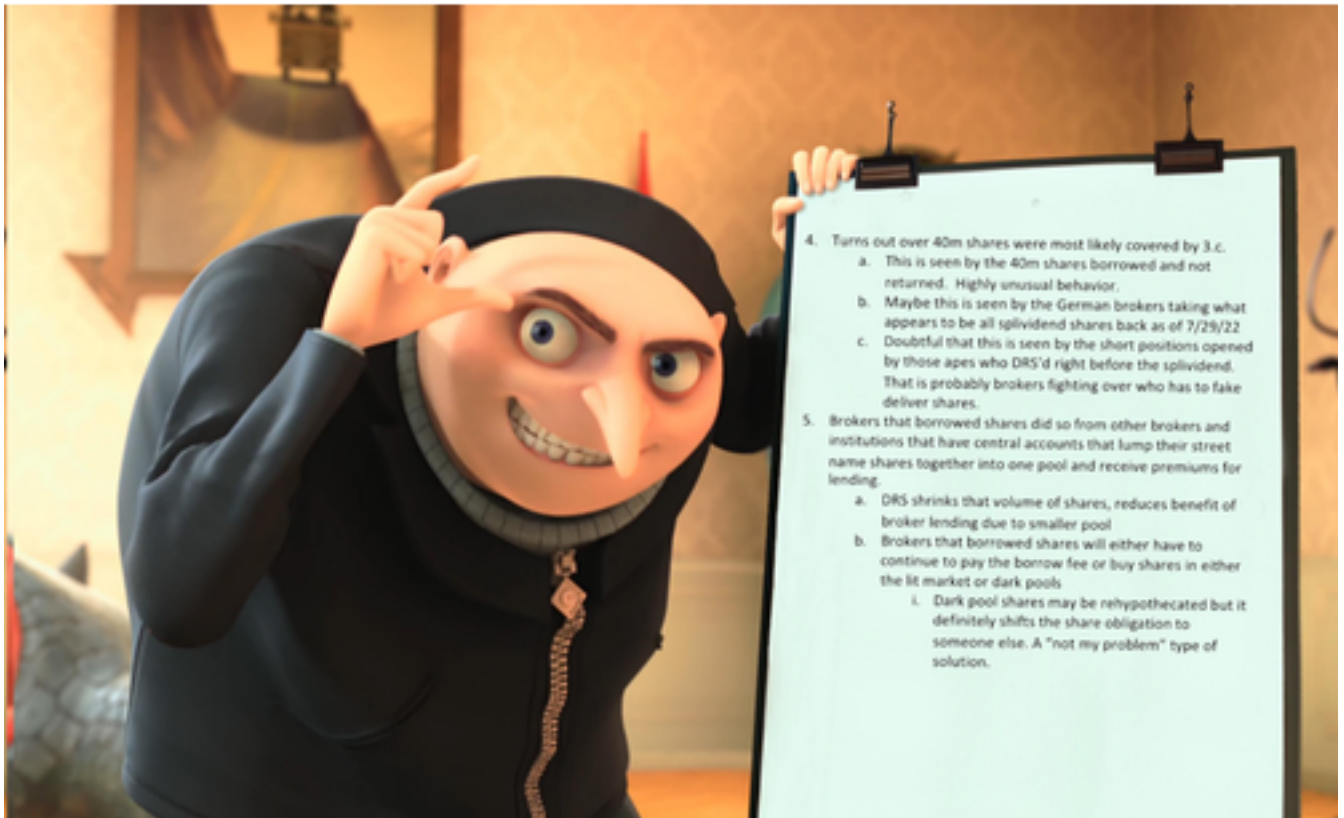 4. Turns out over 40m shares were most likely covered by 3.c.
a. This is seen by the 40m shares borrowed and not
returned. Highly unusual behavior.
b. Maybe this is seen by the German brokers taking what
appears to be all splividend shares back as of 7/29/22
c. Doubtful that this is seen by the short positions opened
by those apes who DRS'd right before the splividend.
That is probably brokers fighting over who has to fake
deliver shares.
5. Brokers that borrowed shares did so from other brokers and
institutions that have central accounts that lump their street
name shares together into one pool and receive premiums for
lending.
a. DRS shrinks that volume of shares, reduces benefit of
broker lending due to smaller pool
b. Brokers that borrowed shares will either have to
continue to pay the borrow fee or buy shares in either
the lit market or dark pools
i. Dark pool shares may be rehypothecated but it
definitely shifts the share obligation to
someone else. A "not my problem" type of
solution.